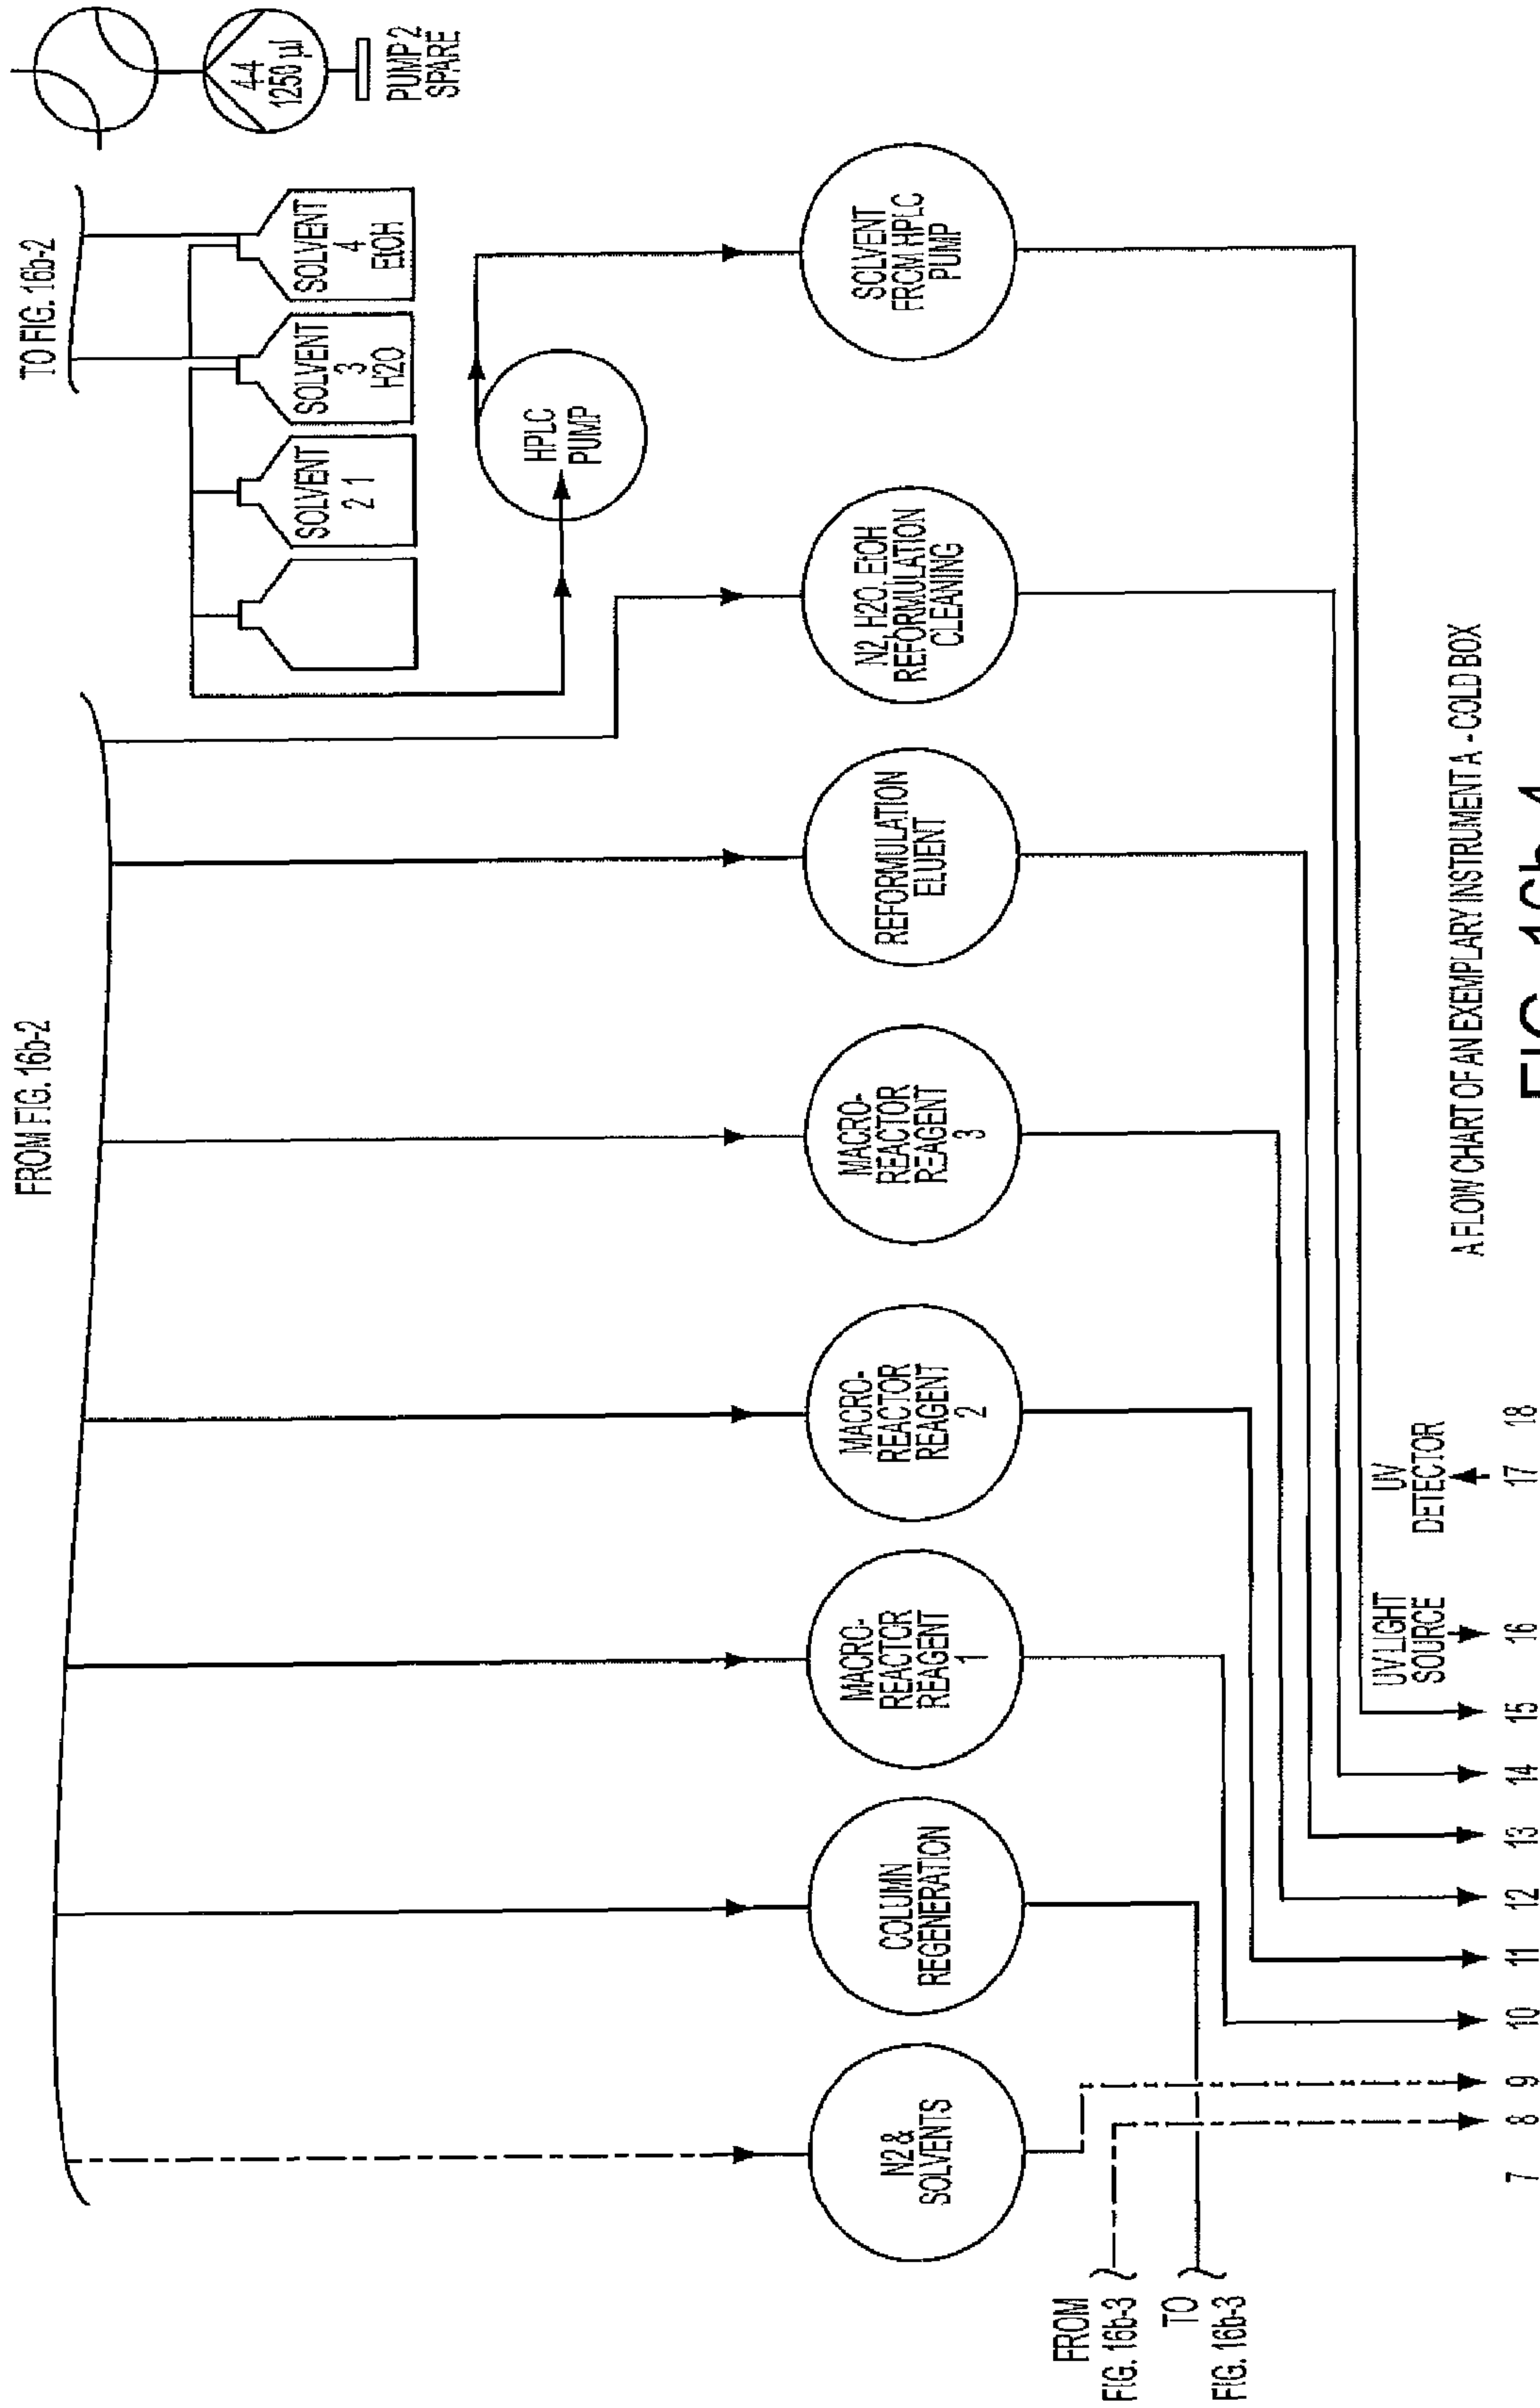 FROM FIG. 16b-2
TO FIG. 16b-2
4-4
1250 µl
PUMP 2
SPARE
SOLVENT
2 1
SOLVENT
3
H2O
SOLVENT
4
EtOH
HPLC
PUMP
N2 &
SOLVENTS
COLUMN
REGENERATION
MACRO-
REACTOR
REAGENT
1
MACRO-
REACTOR
REAGENT
2
MACRO-
REACTOR
REAGENT
3
REFORMULATION
ELUENT
N2, H2O, EtOH
REFORMULATION
CLEANING
SOLVENT
FROM HPLC
PUMP
FROM
FIG. 16b-3
TO
FIG. 16b-3
UV LIGHT
SOURCE
UV
DETECTOR
7 8 9 10 11 12 13 14 15 16 17 18
A FLOW CHART OF AN EXEMPLARY INSTRUMENT A - COLD BOX
FIG. 16b-4